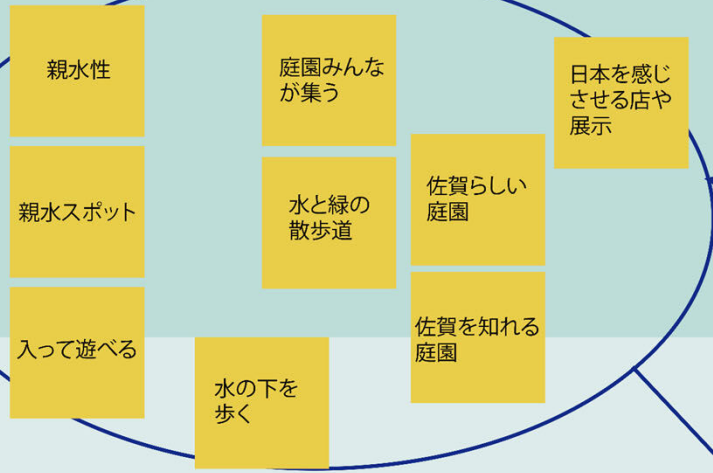 親水性
親水スポット
入って遊べる
庭園みんな
が集う
水と緑の
散歩道
水の下を
歩く
佐賀らしい
庭園
佐賀を知れる
庭園
日本を感じ
させる店や
展示